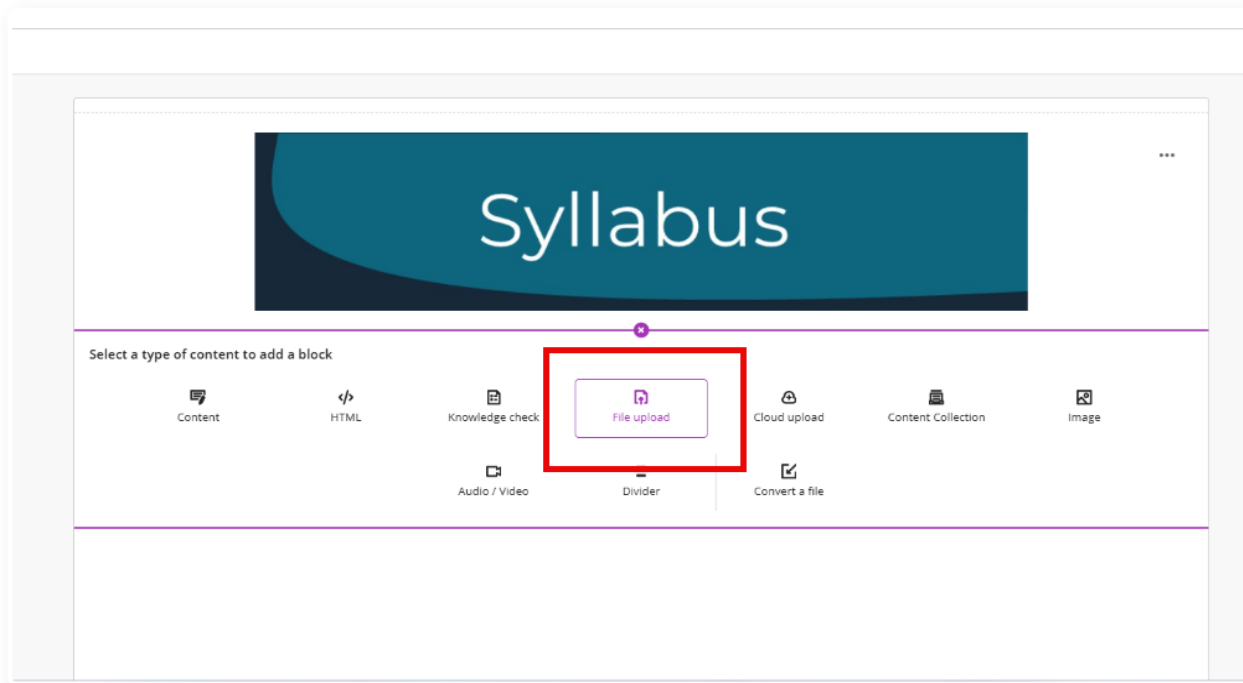 Syllabus
Select a type of content to add a block
Content
HTML
Knowledge check
File upload
Cloud upload
Content Collection
Image
Audio / Video
Divider
Convert a file